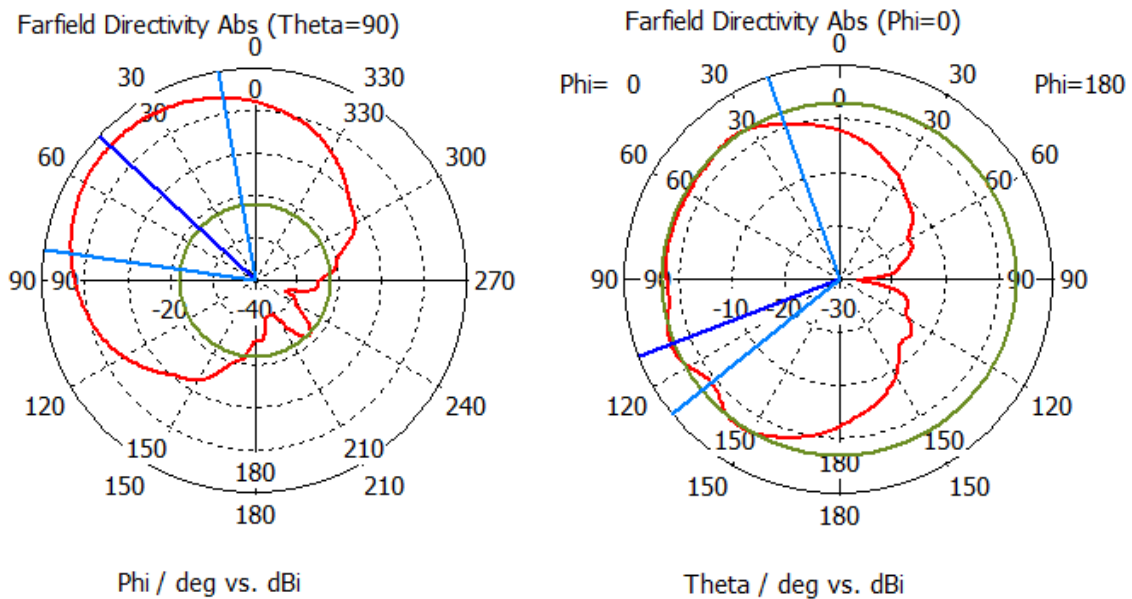 Farfield Directivity Abs (Theta=90)
0
30 330
0
30 330
60 300
90 90 -20 -40 270
120 240
150 210
180
150 210
180
Phi / deg vs. dBi
Farfield Directivity Abs (Phi=0)
0
30 30
Phi= 0 Phi=180
0
30 30
60 60
60 60
90 90 90 90
-10 -20 -30
120 120
150 150
180
150 150
180
Theta / deg vs. dBi